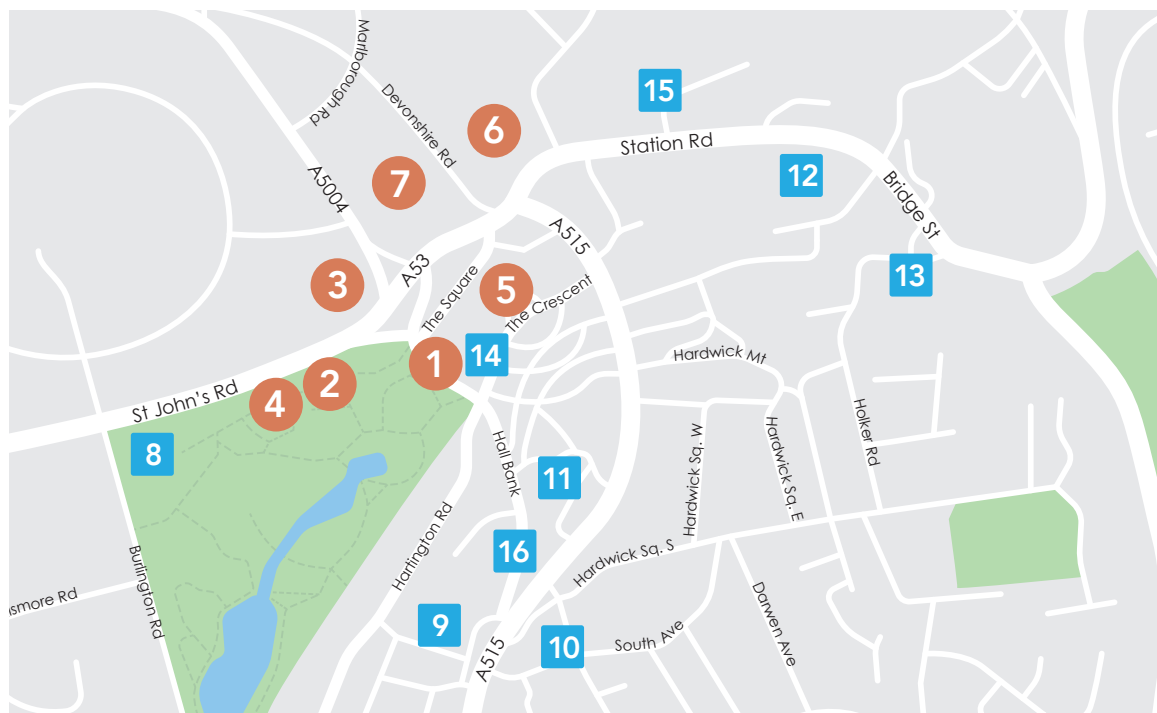 Marlborough Rd
Devonshire Rd
6
15
Station Rd
7
A5004
12
Bridge St
A515
A53
3
The Square
5
The Crescent
13
1
14
Hardwick Mt
2
4
St John's Rd
8
Holker Rd
Hardwick Sq. W
Hardwick Sq. E
Hall Bank
11
Hartington Rd
16
Hardwick Sq. S
Burlington Rd
ismore Rd
9
10
South Ave
Darwen Ave
A515